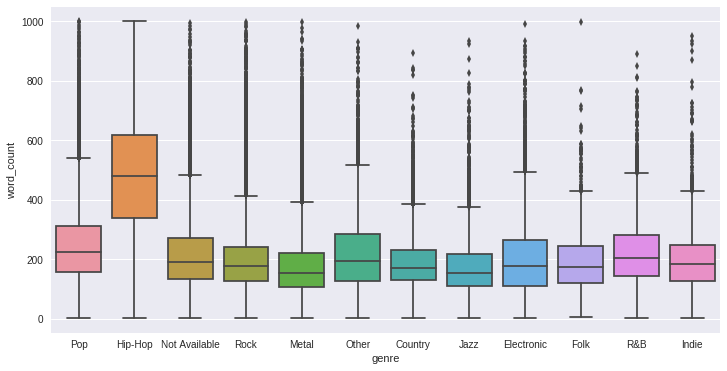 1000
800
600
400
200
0
word_count
Pop Hip-Hop Not Available Rock Metal Other Country Jazz Electronic Folk R&B Indie
genre